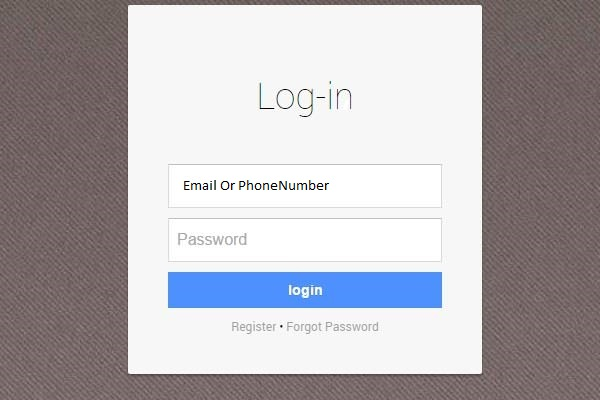 Log-in
Email Or PhoneNumber
Password
login
Register • Forgot Password